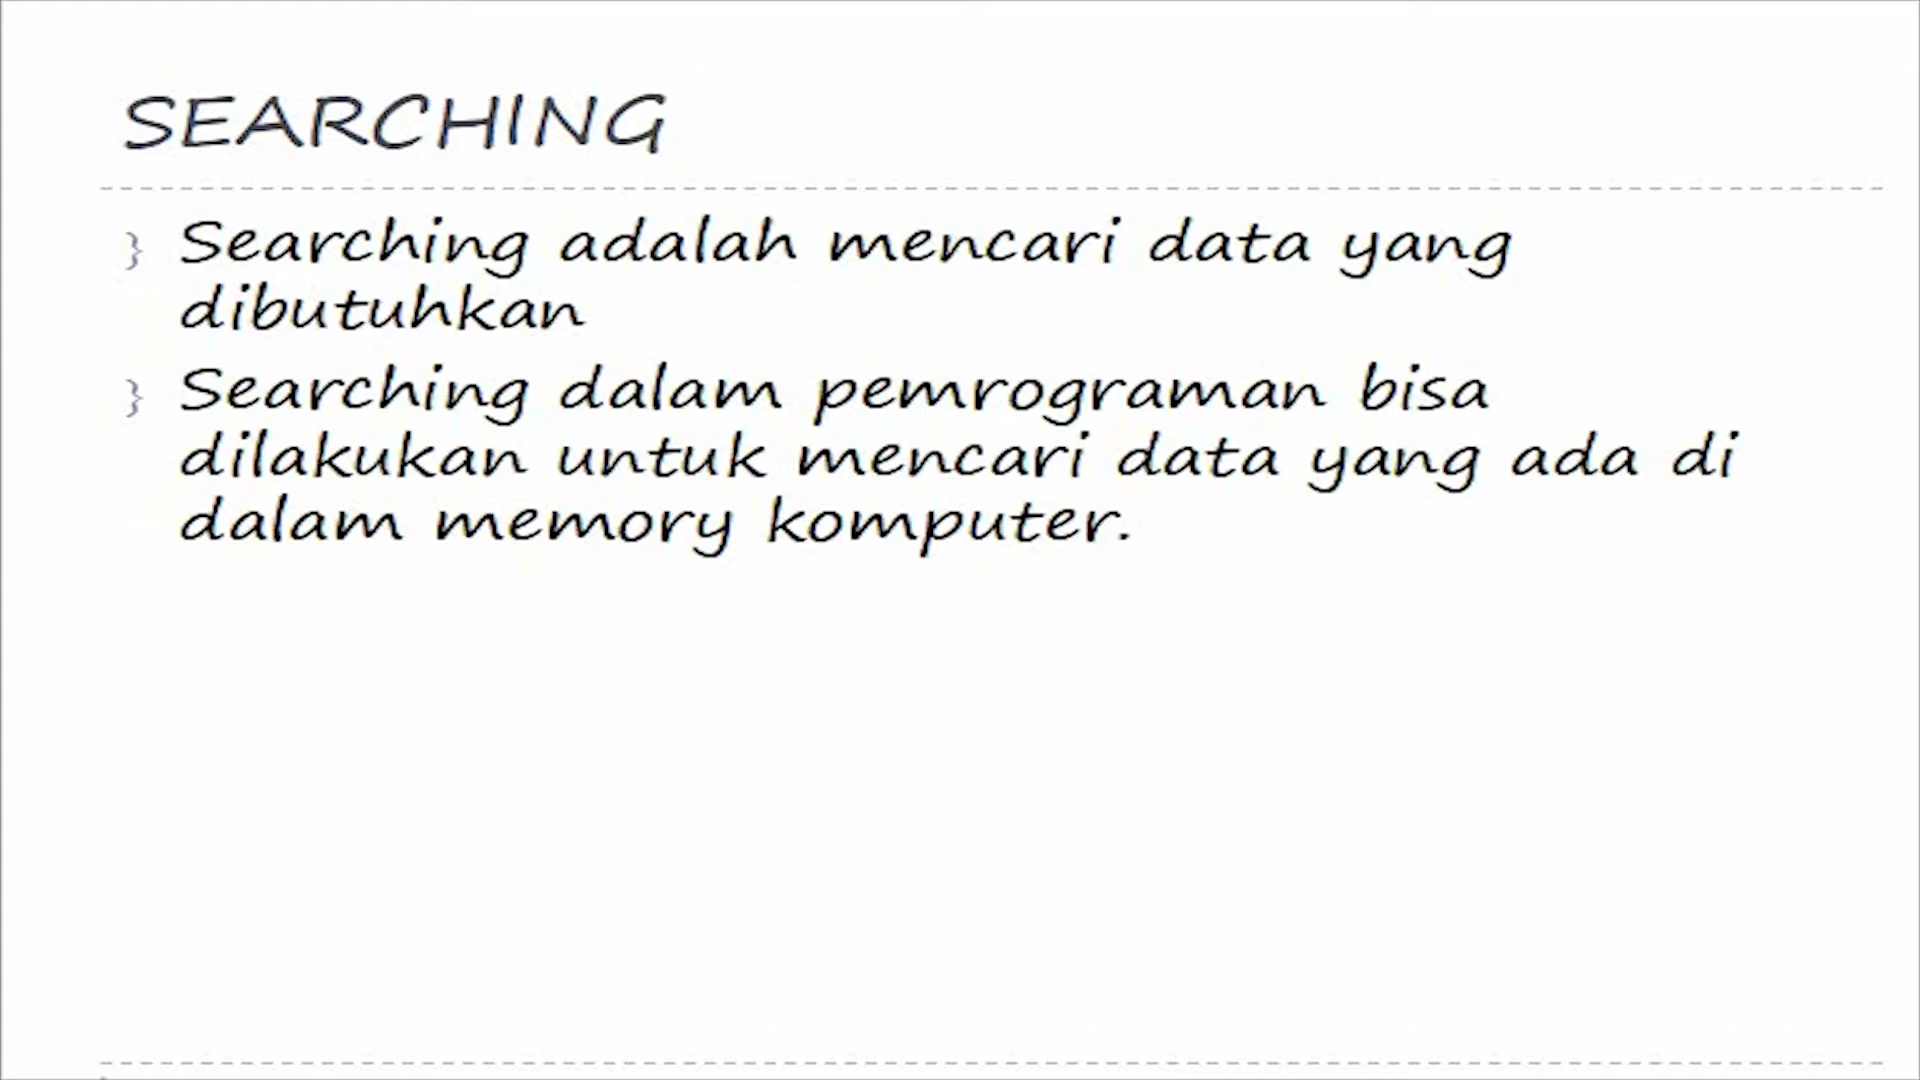 SEARCHING
} Searching adalah mencari data yang
dibutuhkan
} Searching dalam pemrograman bisa
dilakukan untuk mencari data yang ada di
dalam memory komputer.